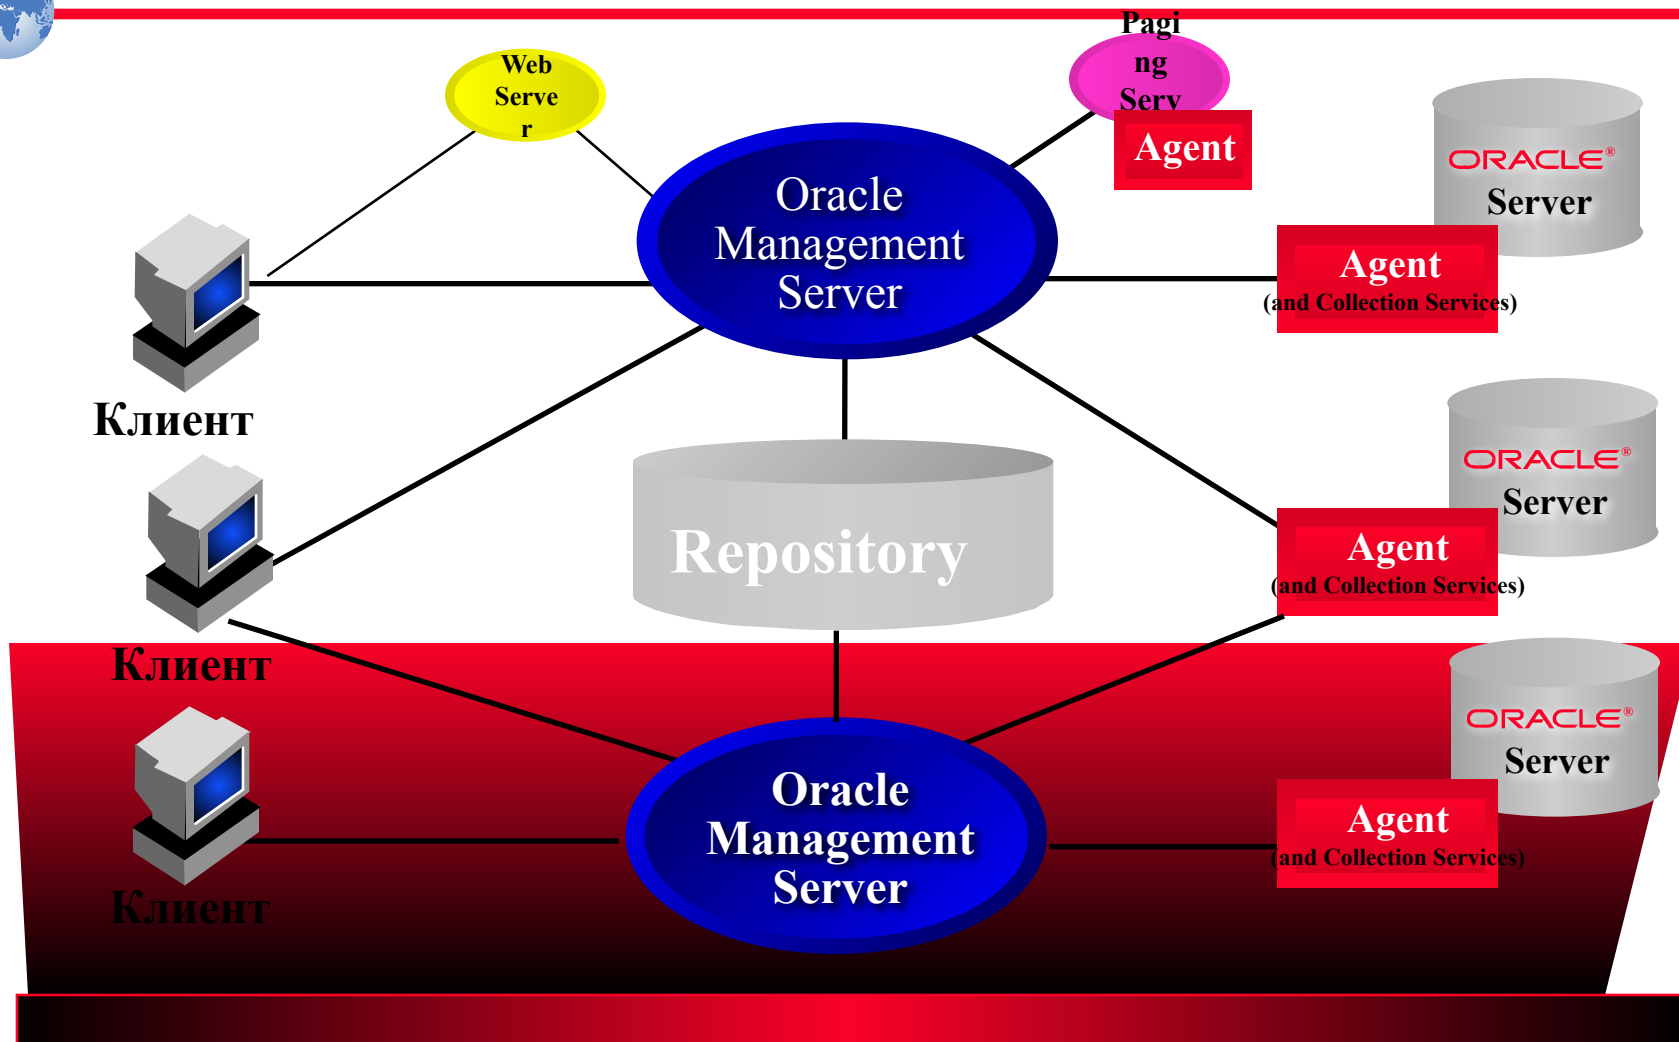 Pagi
ng
Serv
Web
Serve
r
Agent
ORACLE®
Server
Oracle
Management
Server
Agent
(and Collection Services)
Клиент
ORACLE®
Server
Repository
Agent
(and Collection Services)
Клиент
ORACLE®
Server
Oracle
Management
Server
Agent
(and Collection Services)
Клиент